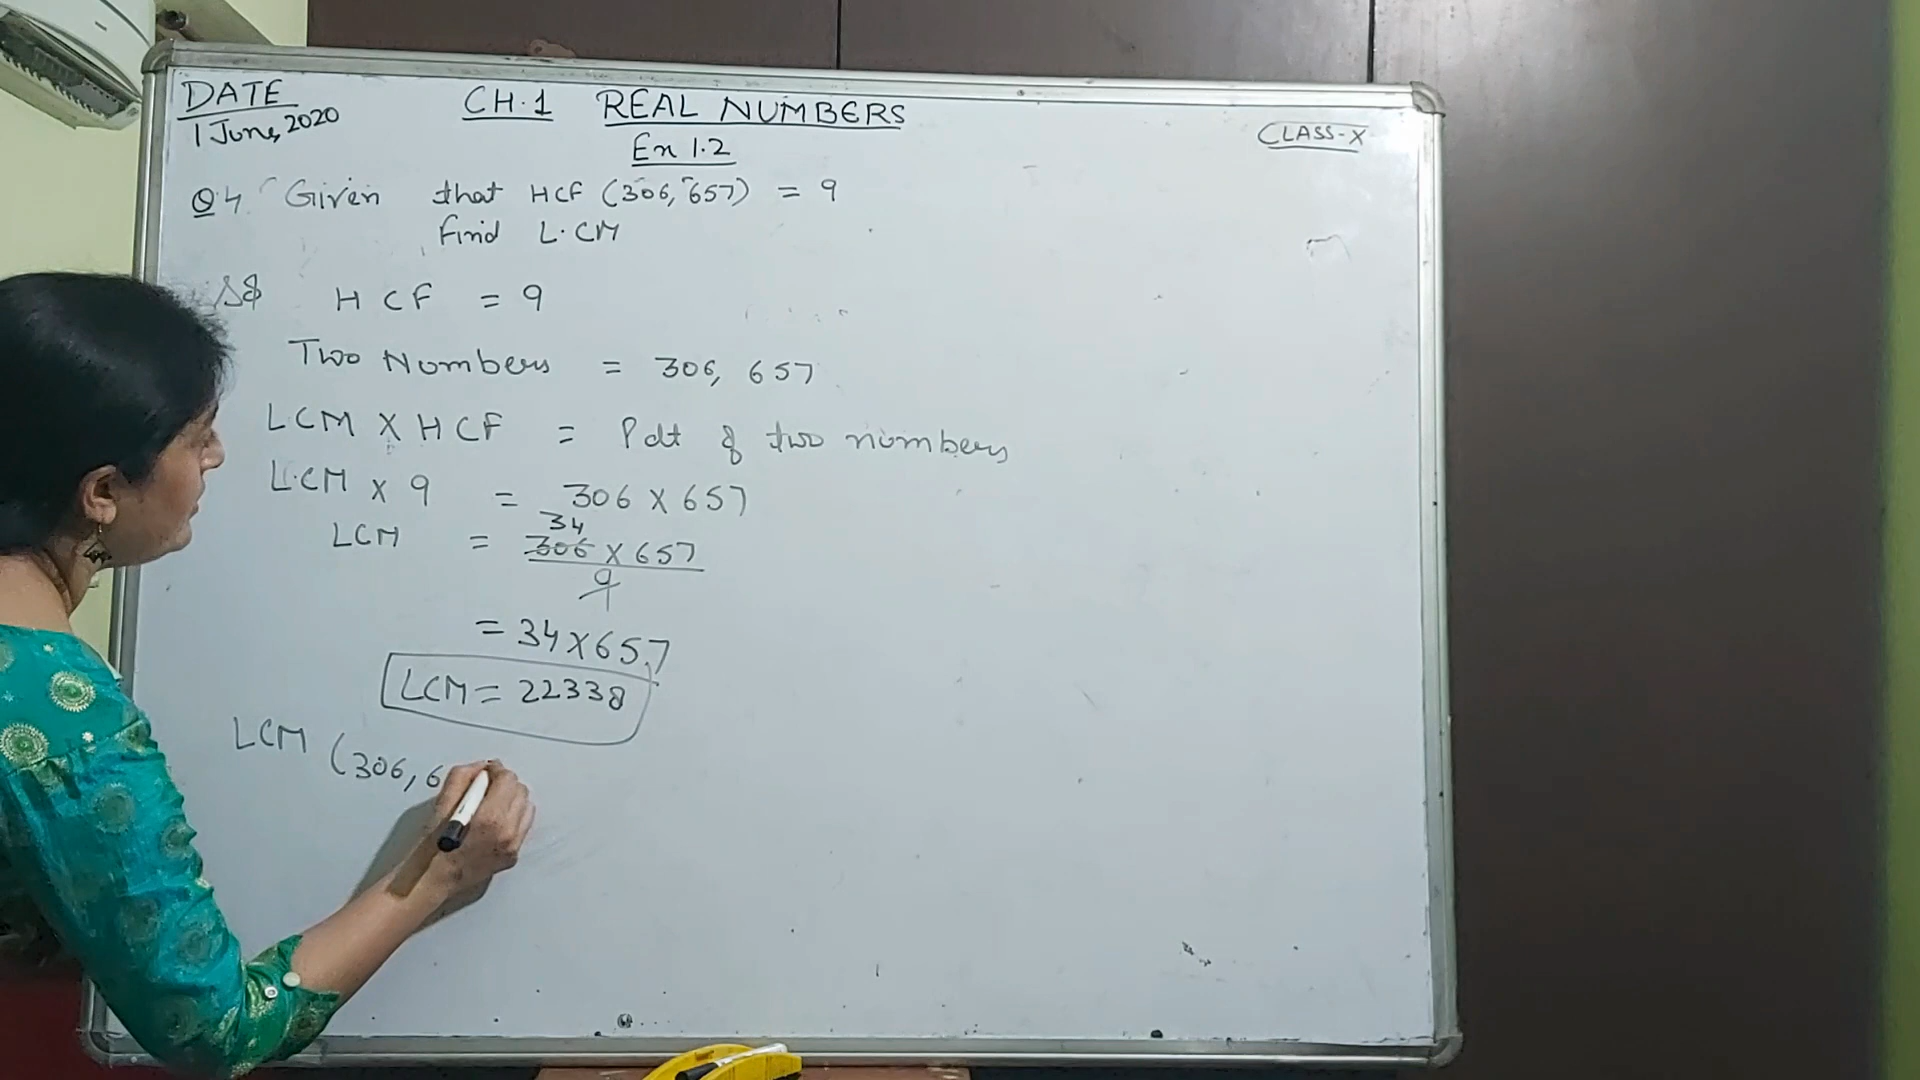 DATE
1 June, 2020
CH.1 REAL NUMBERS
CLASS-X
Ex 1.2
Q4. Given that HCF (306, 657) = 9
Find L.CM
HCF = 9
Two Numbers = 306, 657
LCM X HCF = Pdt of two numbers
L.CM X 9 = 306 X 657
34
LCM = 306 X 657
9
= 34 X 657
LCM = 22338
LCM (306, 6